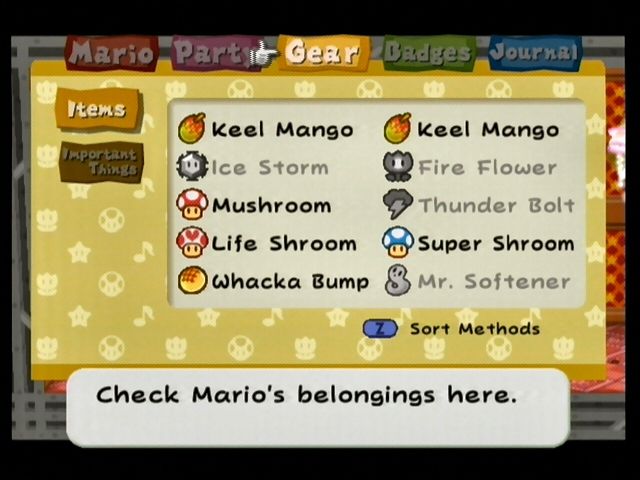 Mario Party Gear Badges Journal
Items
Important
Things
Keel Mango Keel Mango
Ice Storm Fire Flower
Mushroom Thunder Bolt
Life Shroom Super Shroom
Whacka Bump Mr. Softener
Z Sort Methods
Check Mario's belongings here.